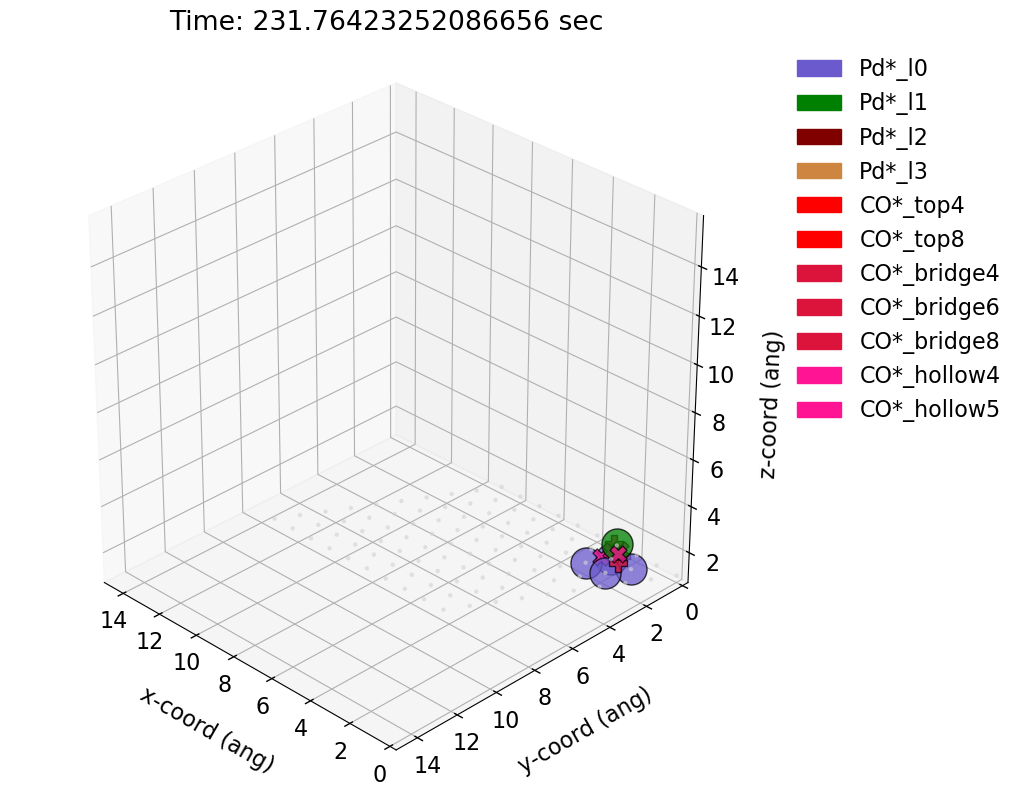 Time: 231.76423252086656 sec
Pd*_l0
Pd*_l1
Pd*_l2
Pd*_l3
CO*_top4
CO*_top8
CO*_bridge4
CO*_bridge6
CO*_bridge8
CO*_hollow4
CO*_hollow5
14
12
10
8
6
4
2
z-coord (ang)
14
12
10
8
6
4
2
0
x-coord (ang)
0
2
4
6
8
10
12
14
y-coord (ang)